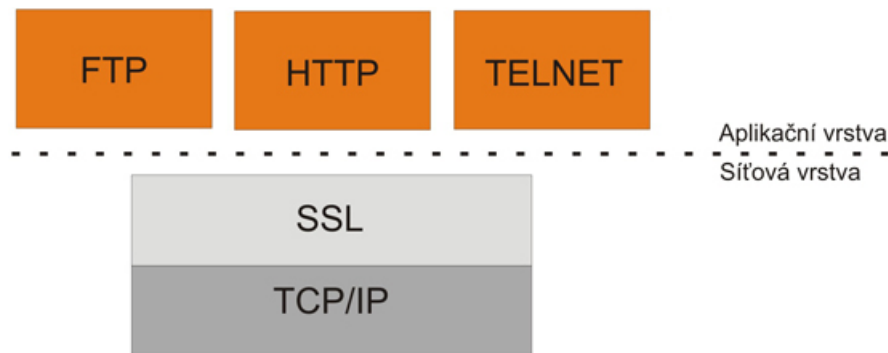 FTP
HTTP
TELNET
Aplikační vrstva
Síťová vrstva
SSL
TCP/IP